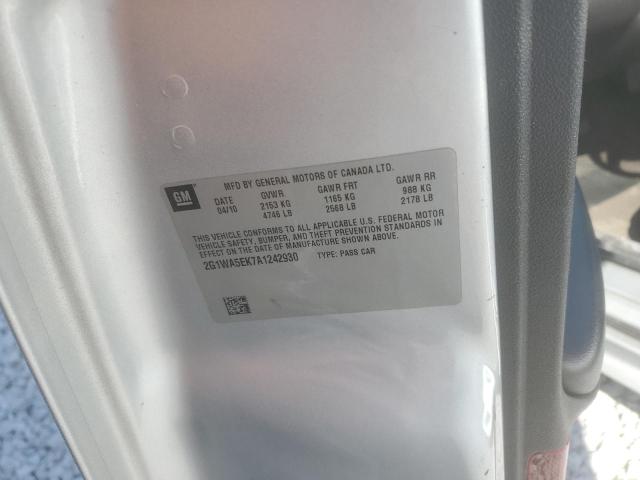 GM
MFD BY GENERAL MOTORS OF CANADA LTD.
DATE GVWR GAWR FRT GAWR RR
04/10 2153 KG 1165 KG 988 KG
4746 LB 2568 LB 2178 LB
THIS VEHICLE CONFORMS TO ALL APPLICABLE U.S. FEDERAL MOTOR
VEHICLE SAFETY, BUMPER, AND THEFT PREVENTION STANDARDS IN
EFFECT ON THE DATE OF MANUFACTURE SHOWN ABOVE.
2G1WA5EK7A1242930 TYPE: PASS CAR